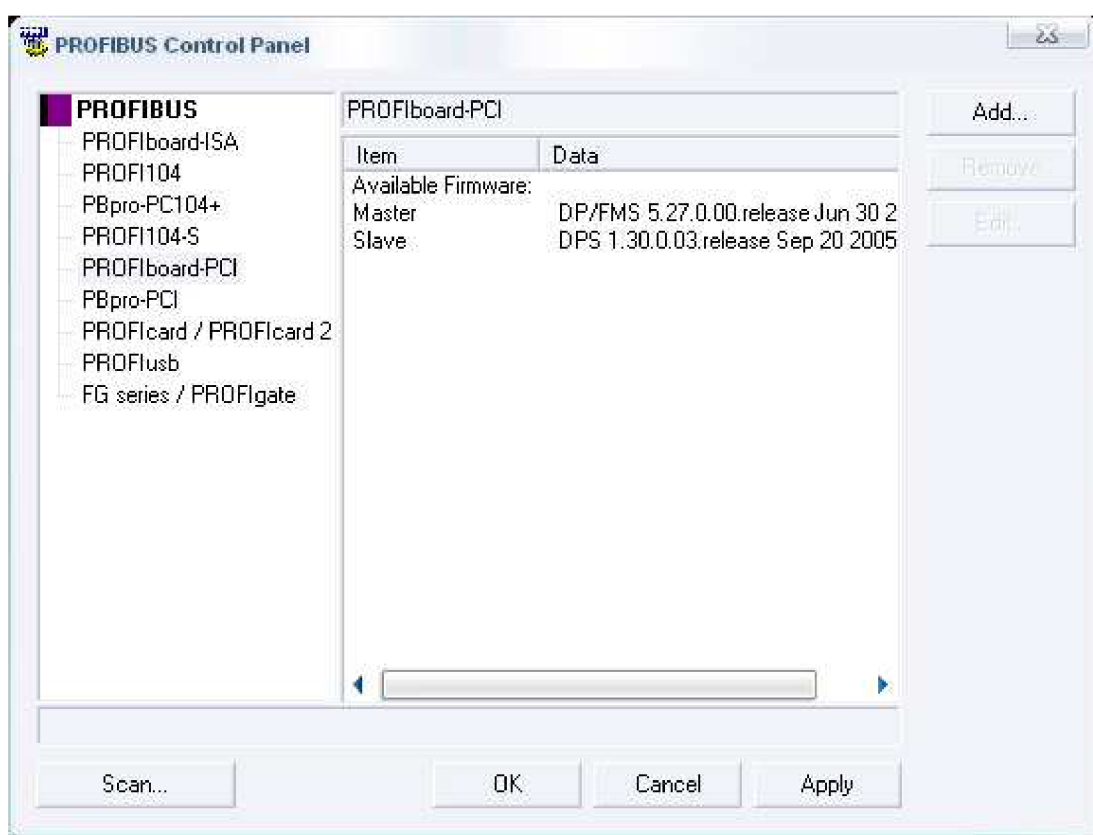 PROFIBUS Control Panel
PROFIBUS
PROFIboard-ISA
PROFI104
PBpro-PC104+
PROFI104-S
PROFIboard-PCI
PBpro-PCI
PROFIcard / PROFIcard 2
PROFIusb
FG series / PROFIgate
PROFIboard-PCI
Item Data
Available Firmware:
Master DP/FMS 5.27.0.00.release Jun 30 2
Slave DPS 1.30.0.03.release Sep 20 2005
Add...
Remove
Edit...
Scan...
OK
Cancel
Apply